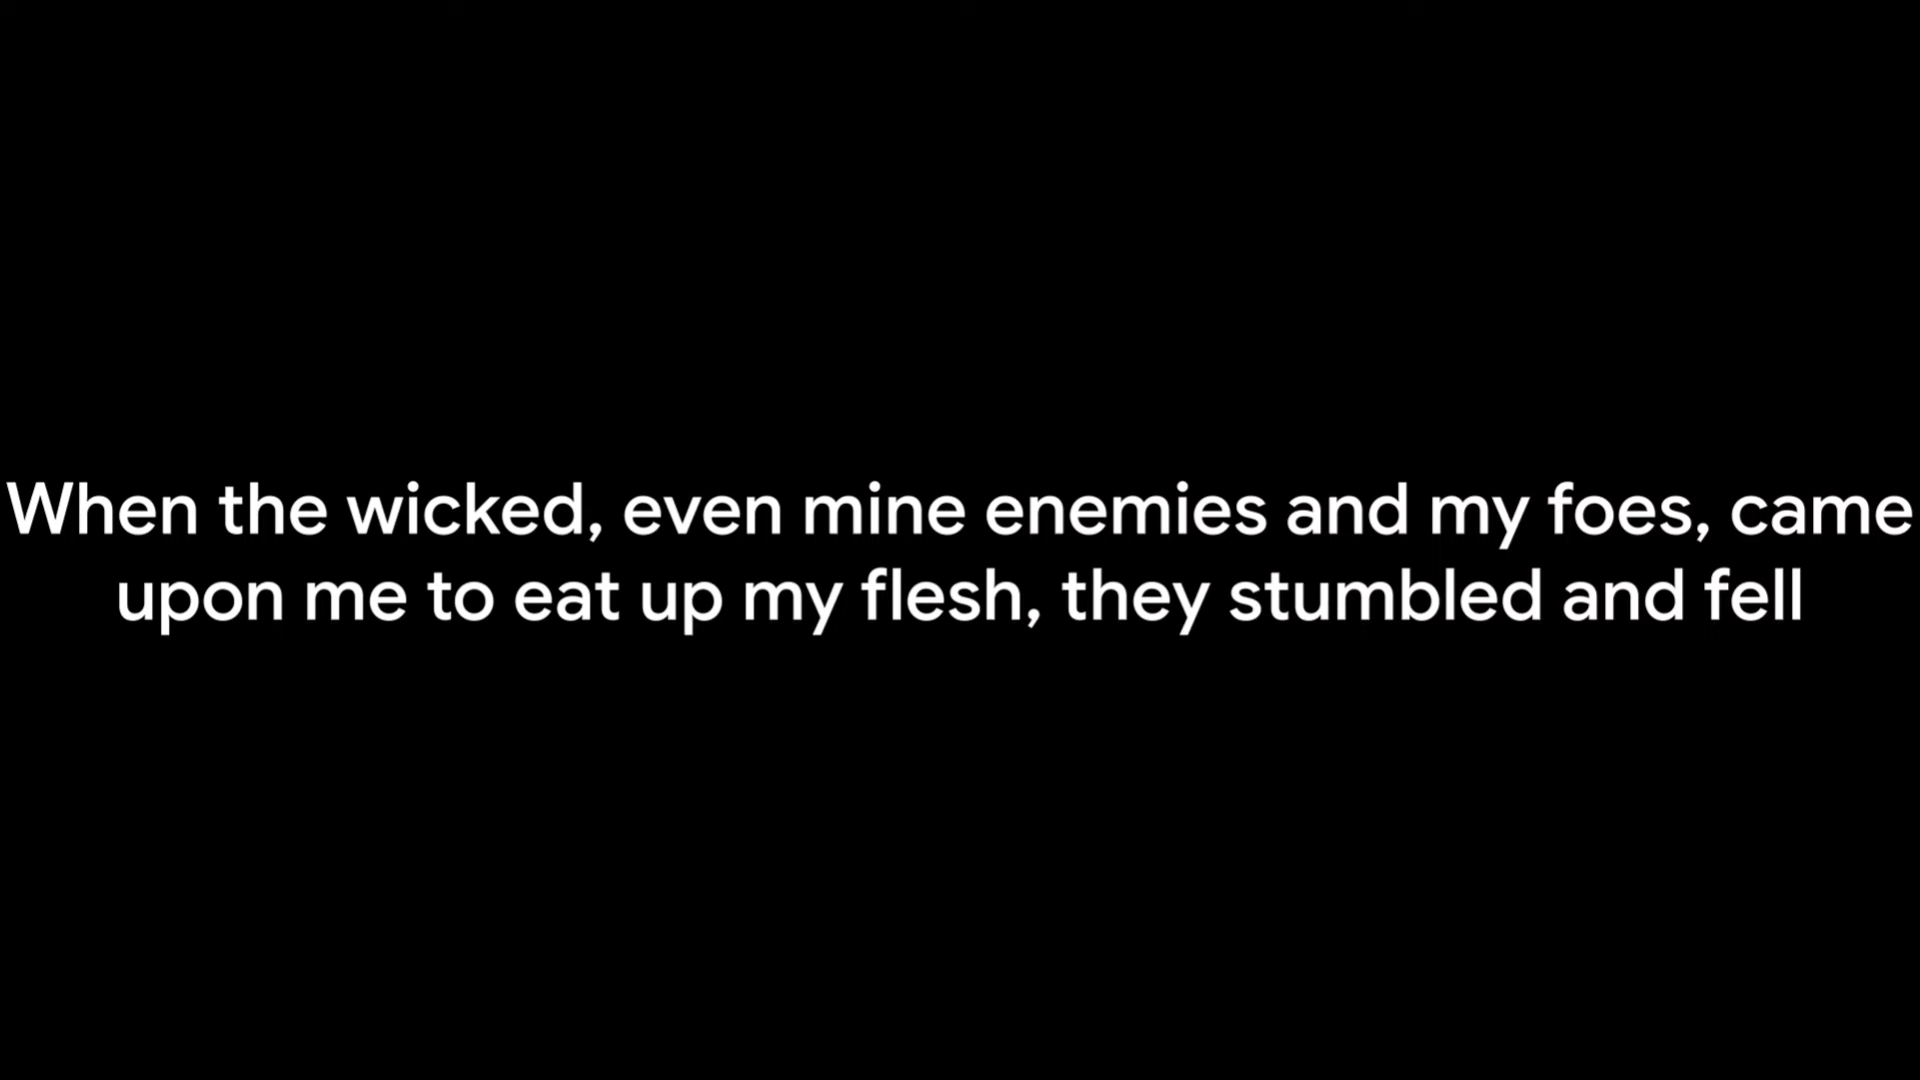 When the wicked, even mine enemies and my foes, came
upon me to eat up my flesh, they stumbled and fell